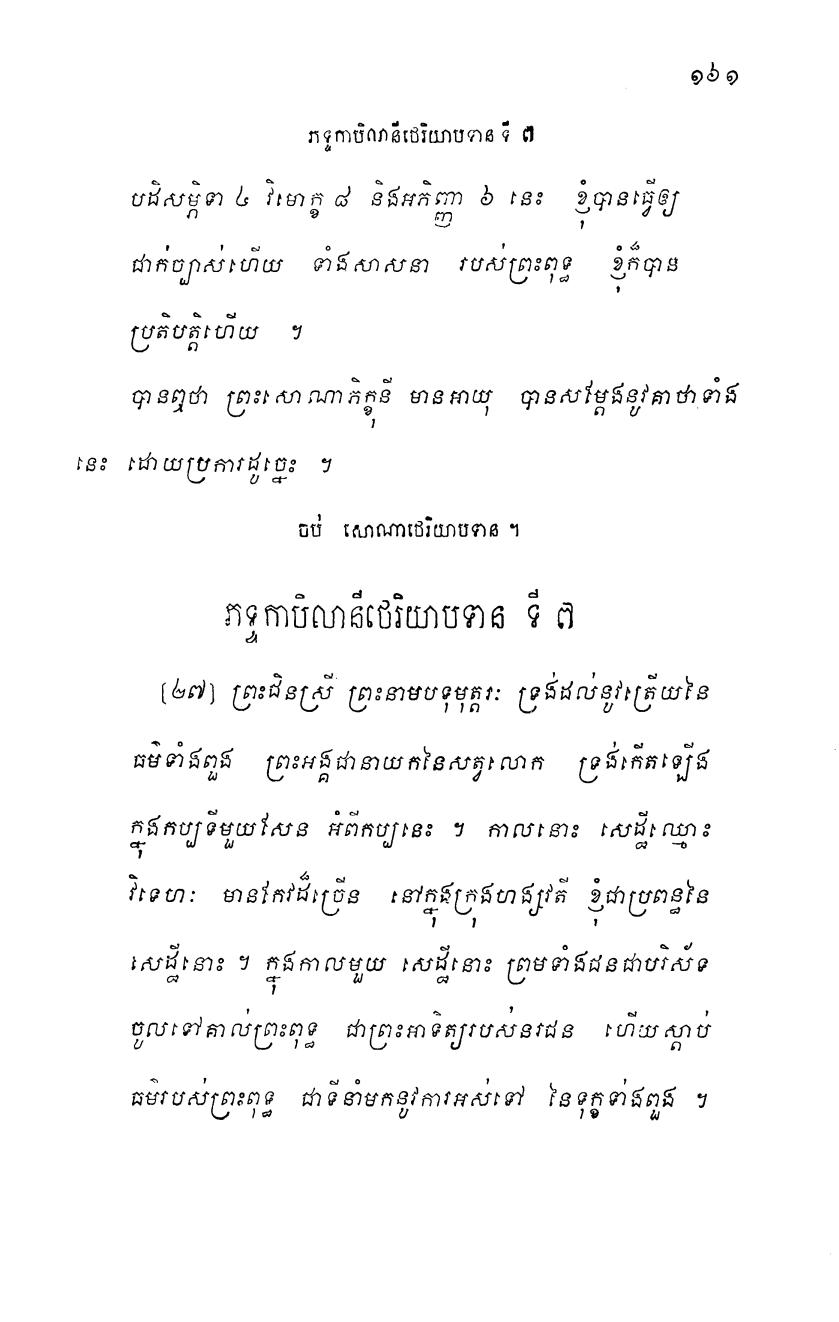 ១៦១
ភទ្ទកាបិលានីថេរិយាបទាន ទី ៧
បដិសម្ភិទា ៤ វិមោក្ខ ៨ និងអភិញ្ញា ៦ នេះ ខ្ញុំបានធ្វើឲ្យ
ជាក់ច្បាស់ហើយ ទាំងសាសនា របស់ព្រះពុទ្ធ ខ្ញុំក៏បាន
ប្រតិបត្តិហើយ ។
បានឮថា ព្រះសោណាភិក្ខុនី មានអាយុ បានសម្តែងនូវគាថាទាំង
នេះ ដោយប្រការដូច្នេះ ។
ចប់ សោណាថេរិយាបទាន ។
ភទ្ទកាបិលានីថេរិយាបទាន ទី ៧
[២៧] ព្រះជិនស្រី ព្រះនាមបទុមុត្តរៈ ទ្រង់ដល់នូវត្រើយនៃ
ធម៌ទាំងពួង ព្រះអង្គជានាយកនៃសត្វលោក ទ្រង់កើតឡើង
ក្នុងកប្បទីមួយសែន អំពីកប្បនេះ ។ កាលនោះ សេដ្ឋីឈ្មោះ
វិទេហៈ មានកែវដ៏ច្រើន នៅក្នុងក្រុងហង្សវតី ខ្ញុំជាប្រពន្ធនៃ
សេដ្ឋីនោះ ។ ក្នុងកាលមួយ សេដ្ឋីនោះ ព្រមទាំងជនជាបរិស័ទ
ចូលទៅគាល់ព្រះពុទ្ធ ជាព្រះអាទិត្យរបស់នរជន ហើយស្តាប់
ធម៌របស់ព្រះពុទ្ធ ជាទីនាំមកនូវការអស់ទៅ នៃទុក្ខទាំងពួង ។